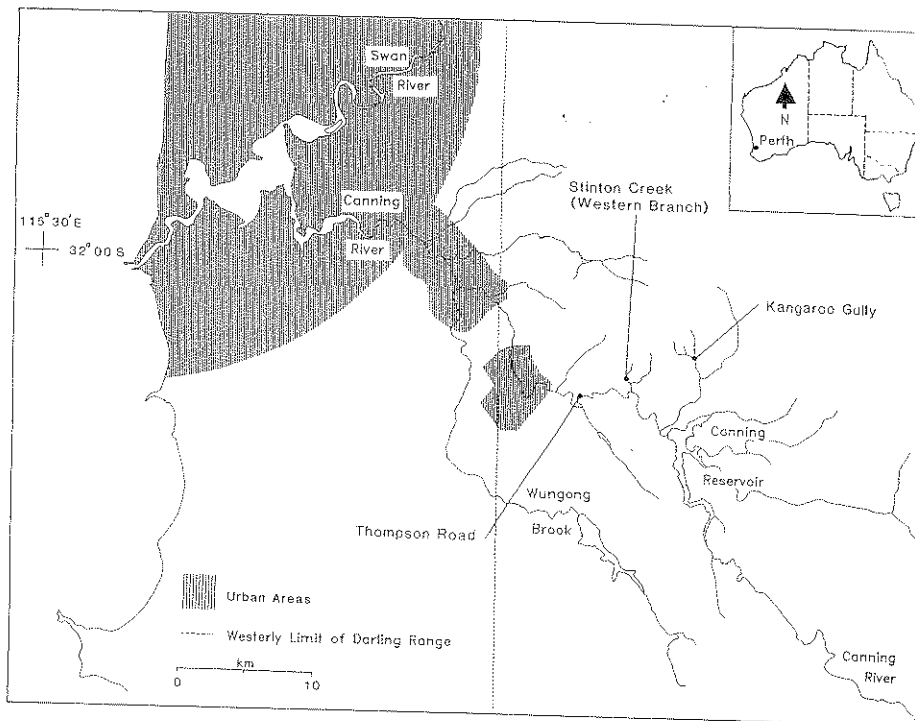 Swan
River
N
Perth
Stinton Creek
(Western Branch)
Canning
River
115°30'E
32°00 S
Kangaroo Gully
Canning
Reservoir
Wungong
Brook
Thompson Road
Urban Areas
Westerly Limit of Darling Range
km
0 10
Canning
River